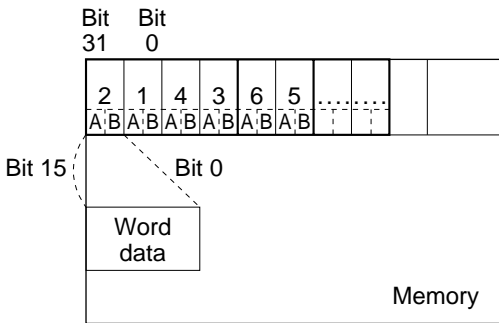 Bit Bit
31 0
2 1 4 3 6 5 ........
A B A B A B A B A B A B
Bit 15 Bit 0
Word
data
Memory